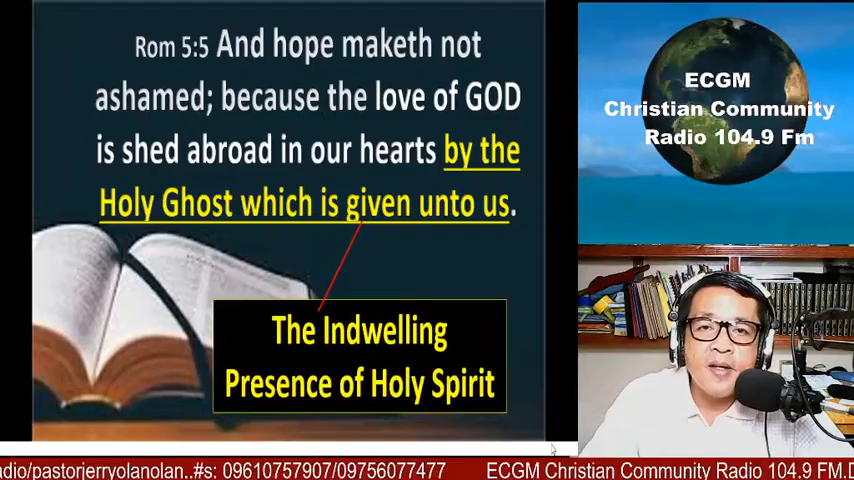 Rom 5:5 And hope maketh not
ashamed; because the love of GOD
is shed abroad in our hearts by the
Holy Ghost which is given unto us.
The Indwelling
Presence of Holy Spirit
ECGM
Christian Community
Radio 104.9 Fm
adio/pastorjerryolanolan..#s: 09610757907/09756077477 ECGM Christian Community Radio 104.9 FM.D